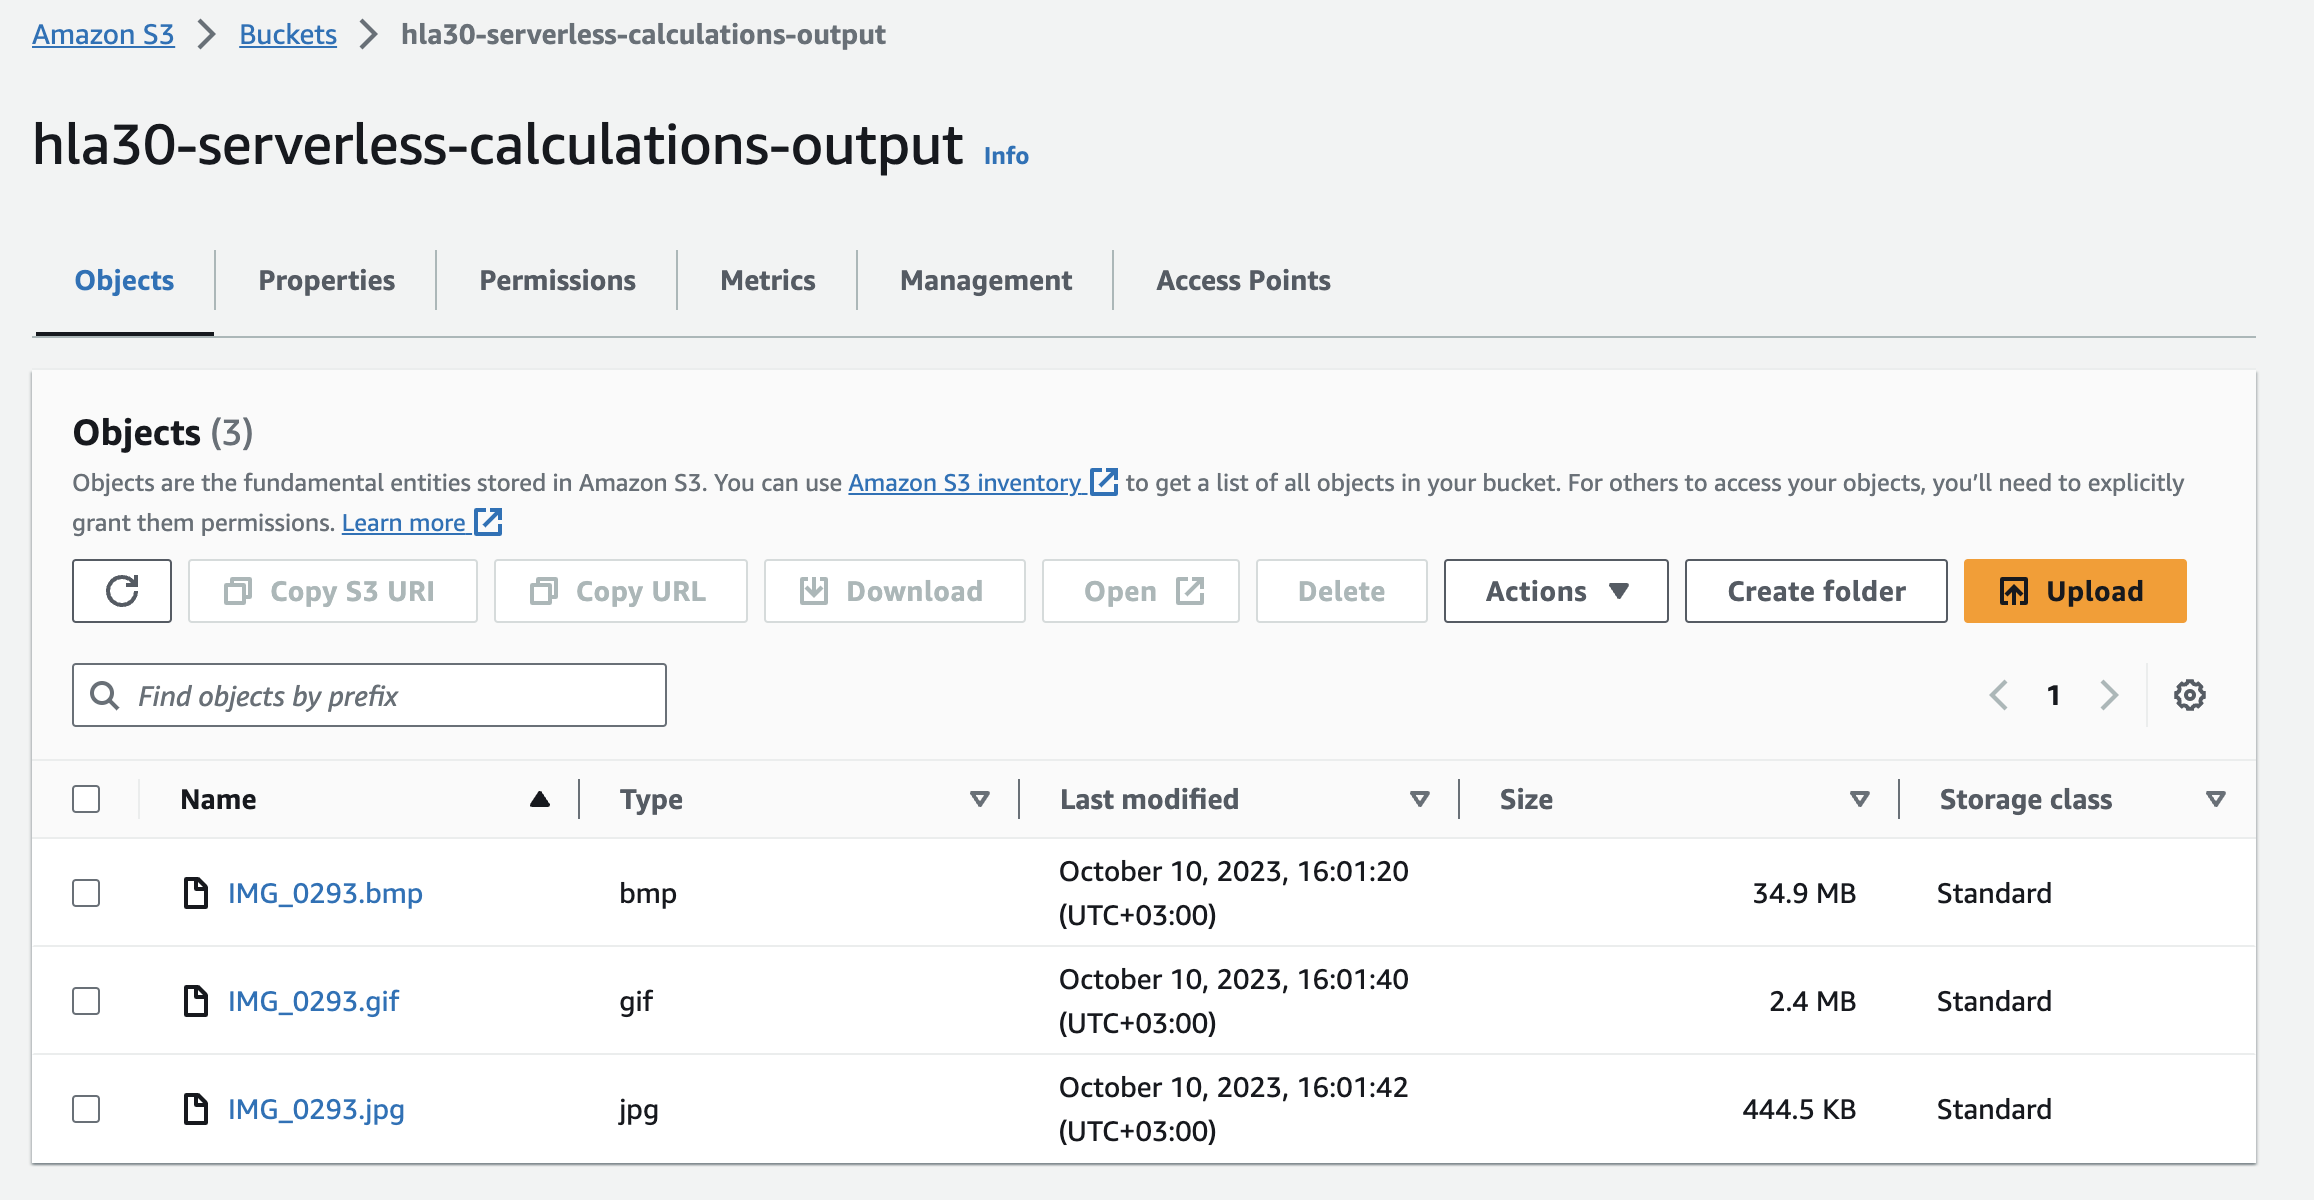 Amazon S3 > Buckets > hla30-serverless-calculations-output
hla30-serverless-calculations-output Info
Objects Properties Permissions Metrics Management Access Points
Objects (3)
Objects are the fundamental entities stored in Amazon S3. You can use Amazon S3 inventory to get a list of all objects in your bucket. For others to access your objects, you’ll need to explicitly
grant them permissions. Learn more
Copy S3 URI Copy URL Download Open Delete Actions Create folder Upload
Find objects by prefix 1
Name Type Last modified Size Storage class
IMG_0293.bmp bmp October 10, 2023, 16:01:20 (UTC+03:00) 34.9 MB Standard
IMG_0293.gif gif October 10, 2023, 16:01:40 (UTC+03:00) 2.4 MB Standard
IMG_0293.jpg jpg October 10, 2023, 16:01:42 (UTC+03:00) 444.5 KB Standard